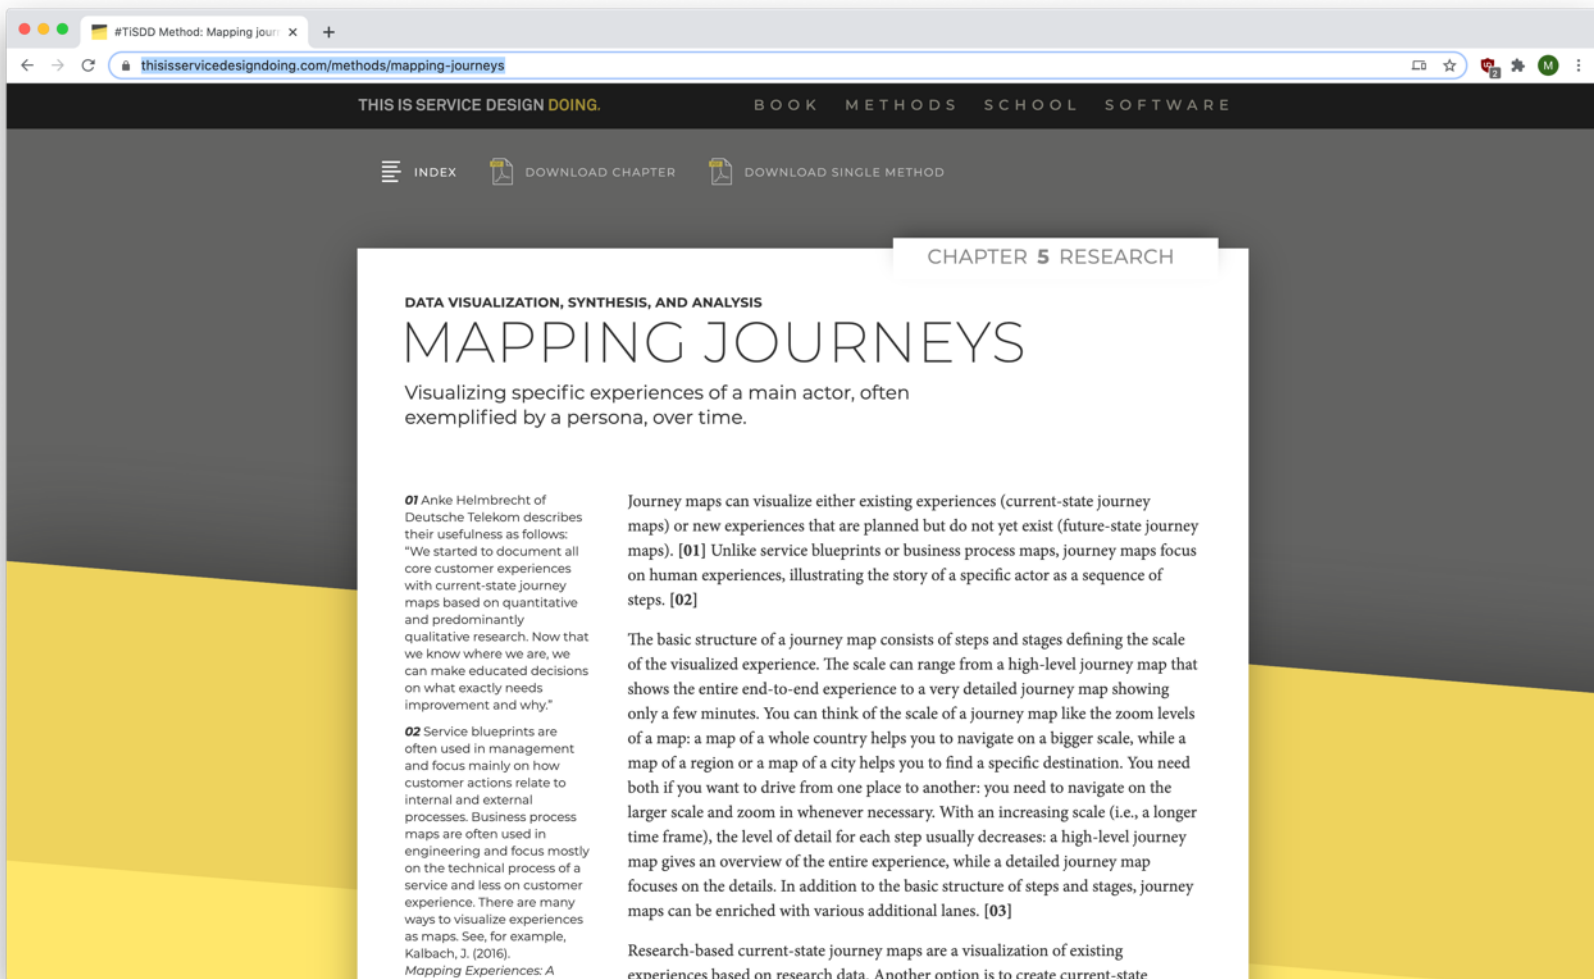 #TiSDD Method: Mapping jour
thisisservicedesigndoing.com/methods/mapping-journeys
2
M
THIS IS SERVICE DESIGN DOING.
BOOK METHODS SCHOOL SOFTWARE
INDEX
DOWNLOAD CHAPTER
DOWNLOAD SINGLE METHOD
CHAPTER 5 RESEARCH
DATA VISUALIZATION, SYNTHESIS, AND ANALYSIS
MAPPING JOURNEYS
Visualizing specific experiences of a main actor, often
exemplified by a persona, over time.
01 Anke Helmbrecht of
Deutsche Telekom describes
their usefulness as follows:
“We started to document all
core customer experiences
with current-state journey
maps based on quantitative
and predominantly
qualitative research. Now that
we know where we are, we
can make educated decisions
on what exactly needs
improvement and why.”
02 Service blueprints are
often used in management
and focus mainly on how
customer actions relate to
internal and external
processes. Business process
maps are often used in
engineering and focus mostly
on the technical process of a
service and less on customer
experience. There are many
ways to visualize experiences
as maps. See, for example,
Kalbach, J. (2016).
Mapping Experiences: A
Journey maps can visualize either existing experiences (current-state journey
maps) or new experiences that are planned but do not yet exist (future-state journey
maps). [01] Unlike service blueprints or business process maps, journey maps focus
on human experiences, illustrating the story of a specific actor as a sequence of
steps. [02]
The basic structure of a journey map consists of steps and stages defining the scale
of the visualized experience. The scale can range from a high-level journey map that
shows the entire end-to-end experience to a very detailed journey map showing
only a few minutes. You can think of the scale of a journey map like the zoom levels
of a map: a map of a whole country helps you to navigate on a bigger scale, while a
map of a region or a map of a city helps you to find a specific destination. You need
both if you want to drive from one place to another: you need to navigate on the
larger scale and zoom in whenever necessary. With an increasing scale (i.e., a longer
time frame), the level of detail for each step usually decreases: a high-level journey
map gives an overview of the entire experience, while a detailed journey map
focuses on the details. In addition to the basic structure of steps and stages, journey
maps can be enriched with various additional lanes. [03]
Research-based current-state journey maps are a visualization of existing
experiences based on research data. Another option is to create current-state